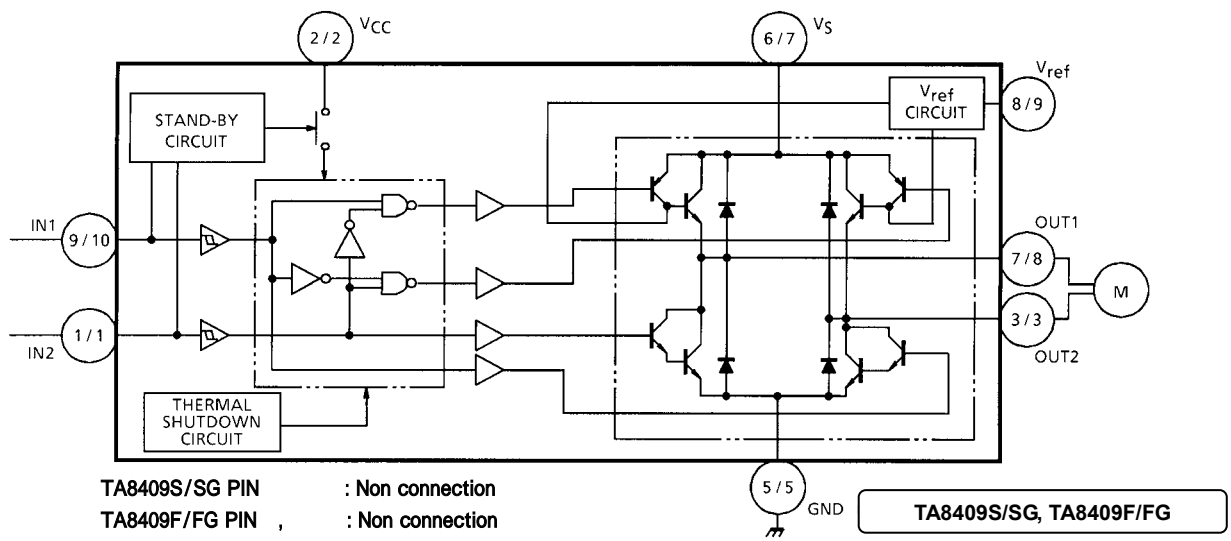 2 / 2
VCC
6 / 7
VS
Vref
8 / 9
Vref
CIRCUIT
STAND-BY
CIRCUIT
IN1
9 / 10
OUT1
7 / 8
M
1 / 1
IN2
3 / 3
OUT2
THERMAL
SHUTDOWN
CIRCUIT
5 / 5
GND
TA8409S/SG PIN : Non connection
TA8409F/FG PIN , : Non connection
TA8409S/SG, TA8409F/FG